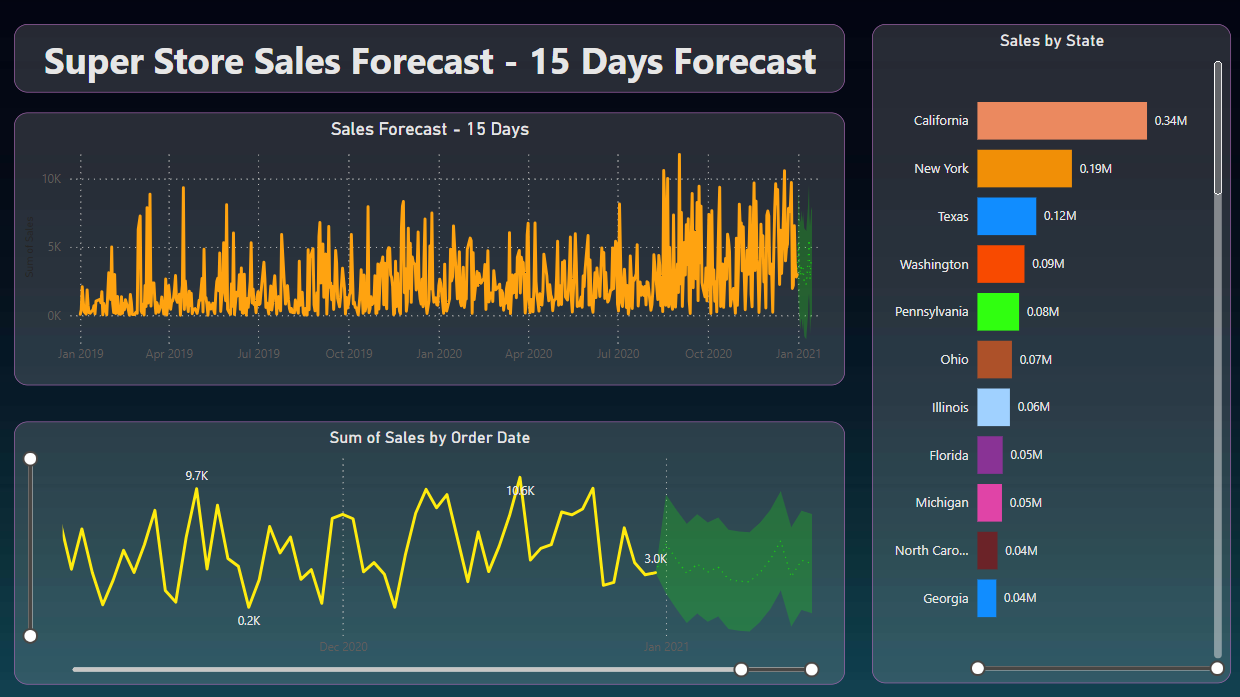 Super Store Sales Forecast - 15 Days Forecast
Sales Forecast - 15 Days
10K
5K
0K
Sum of Sales
Jan 2019 Apr 2019 Jul 2019 Oct 2019 Jan 2020 Apr 2020 Jul 2020 Oct 2020 Jan 2021
Sum of Sales by Order Date
9.7K
10.6K
3.0K
0.2K
Dec 2020 Jan 2021
Sales by State
California 0.34M
New York 0.19M
Texas 0.12M
Washington 0.09M
Pennsylvania 0.08M
Ohio 0.07M
Illinois 0.06M
Florida 0.05M
Michigan 0.05M
North Caro... 0.04M
Georgia 0.04M